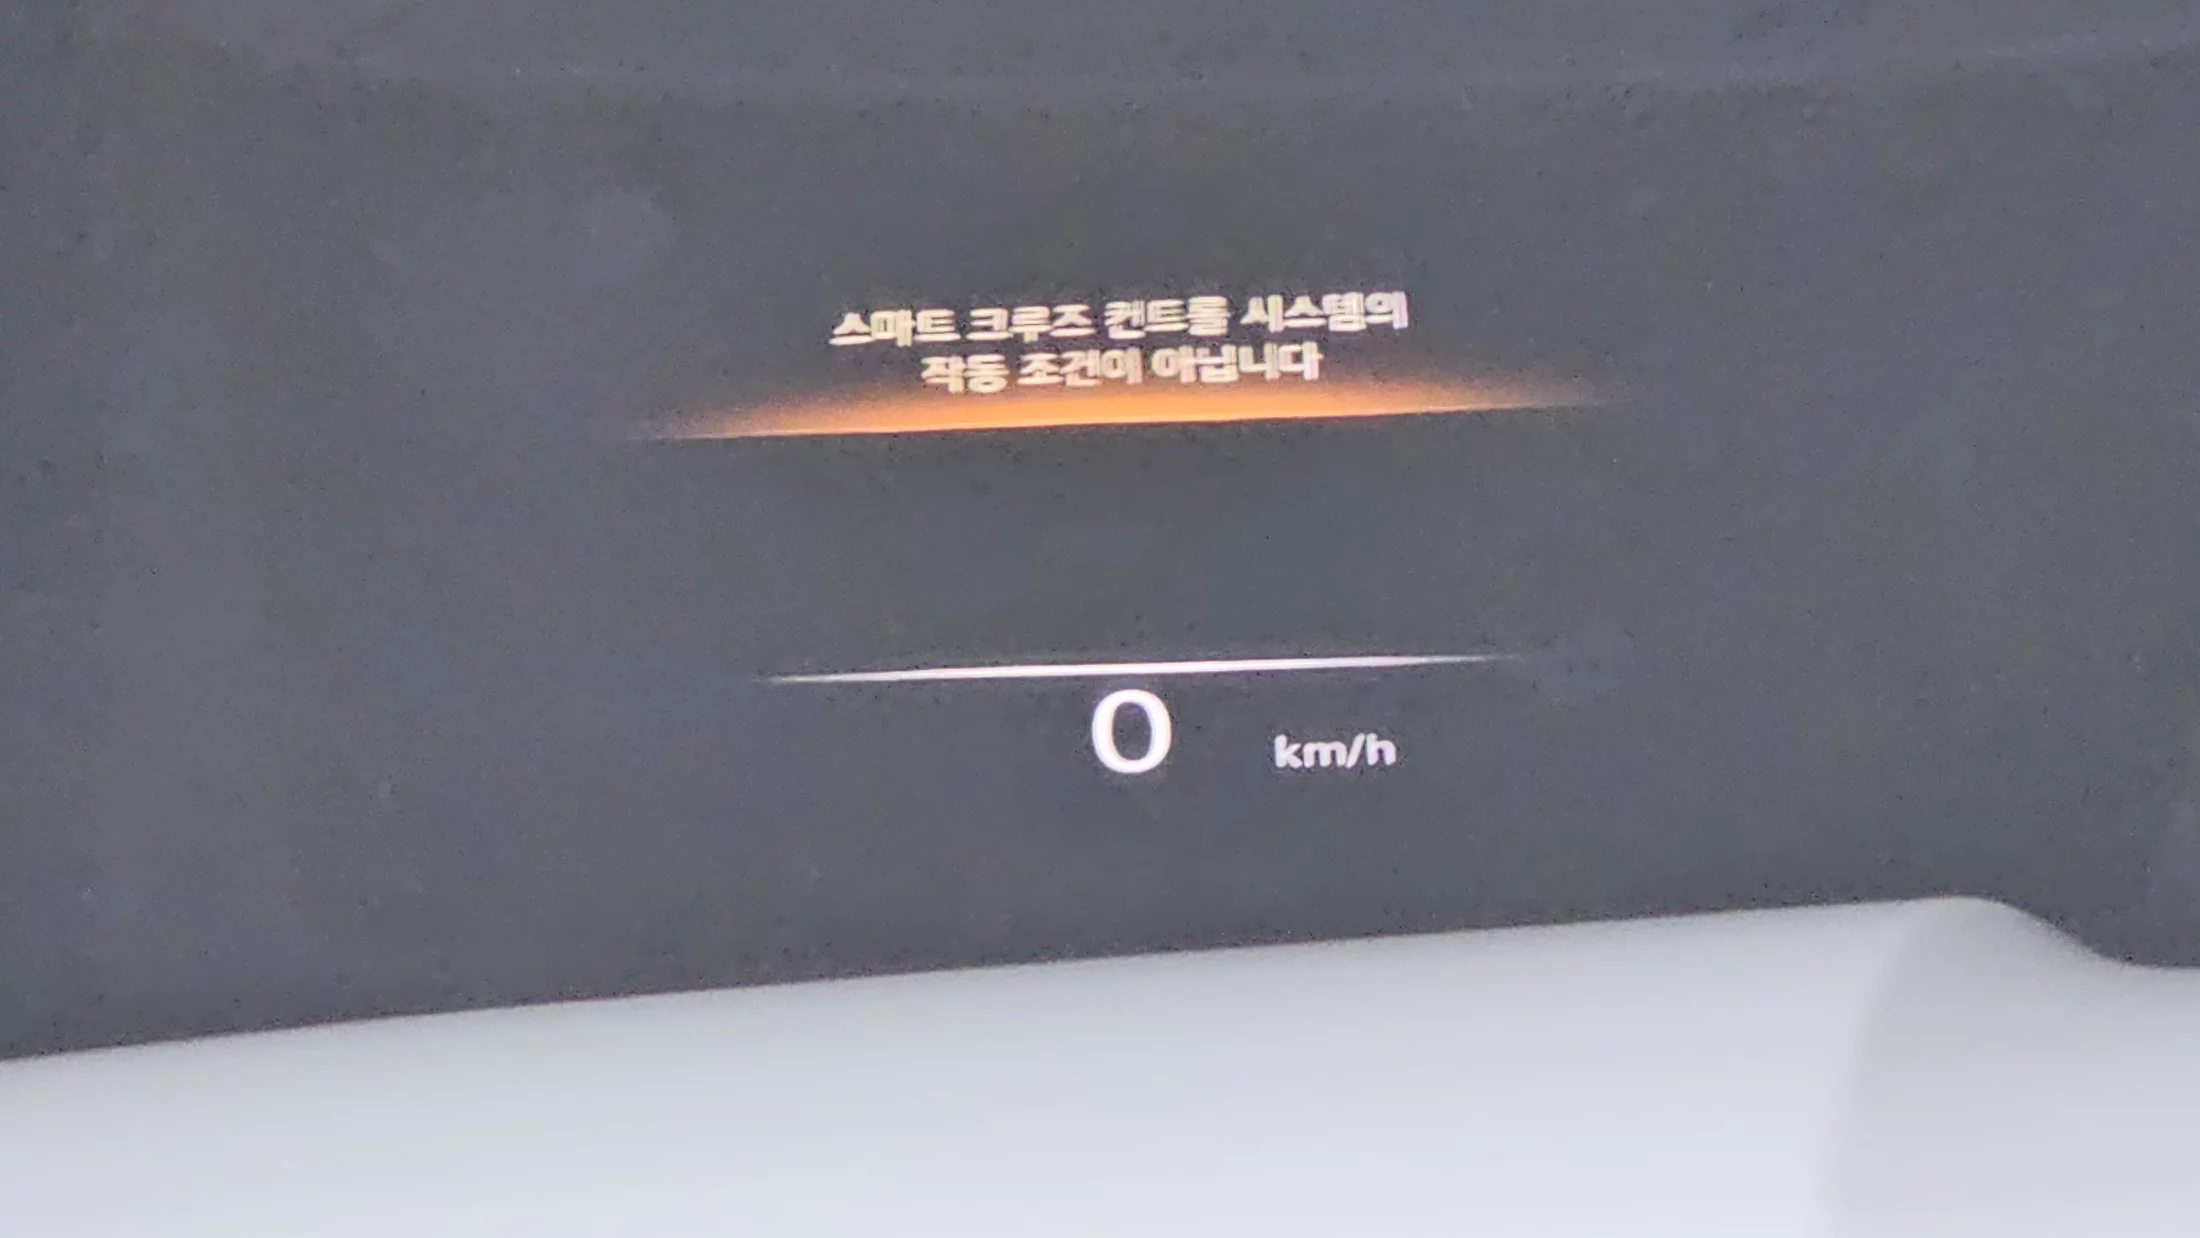 스마트 크루즈 컨트롤 시스템의
작동 조건이 아닙니다
0 km/h